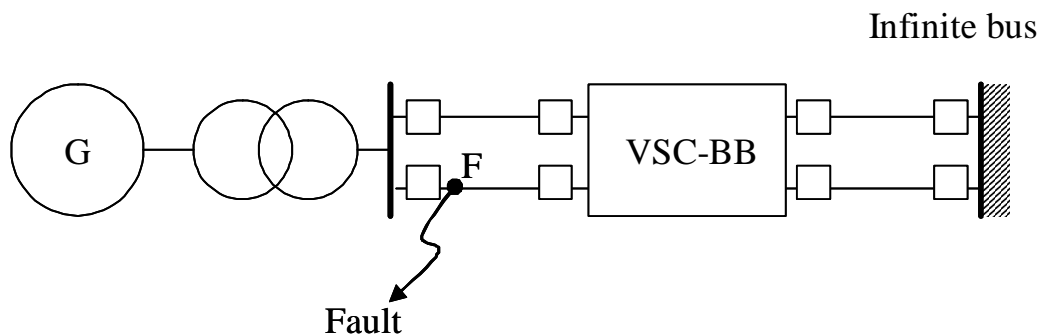 Infinite bus
G
F
VSC-BB
Fault